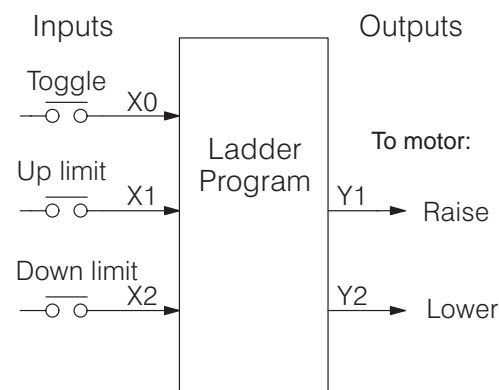 Inputs
Outputs
Toggle
X0
Ladder
Program
To motor:
Up limit
X1
Y1
Raise
Down limit
X2
Y2
Lower